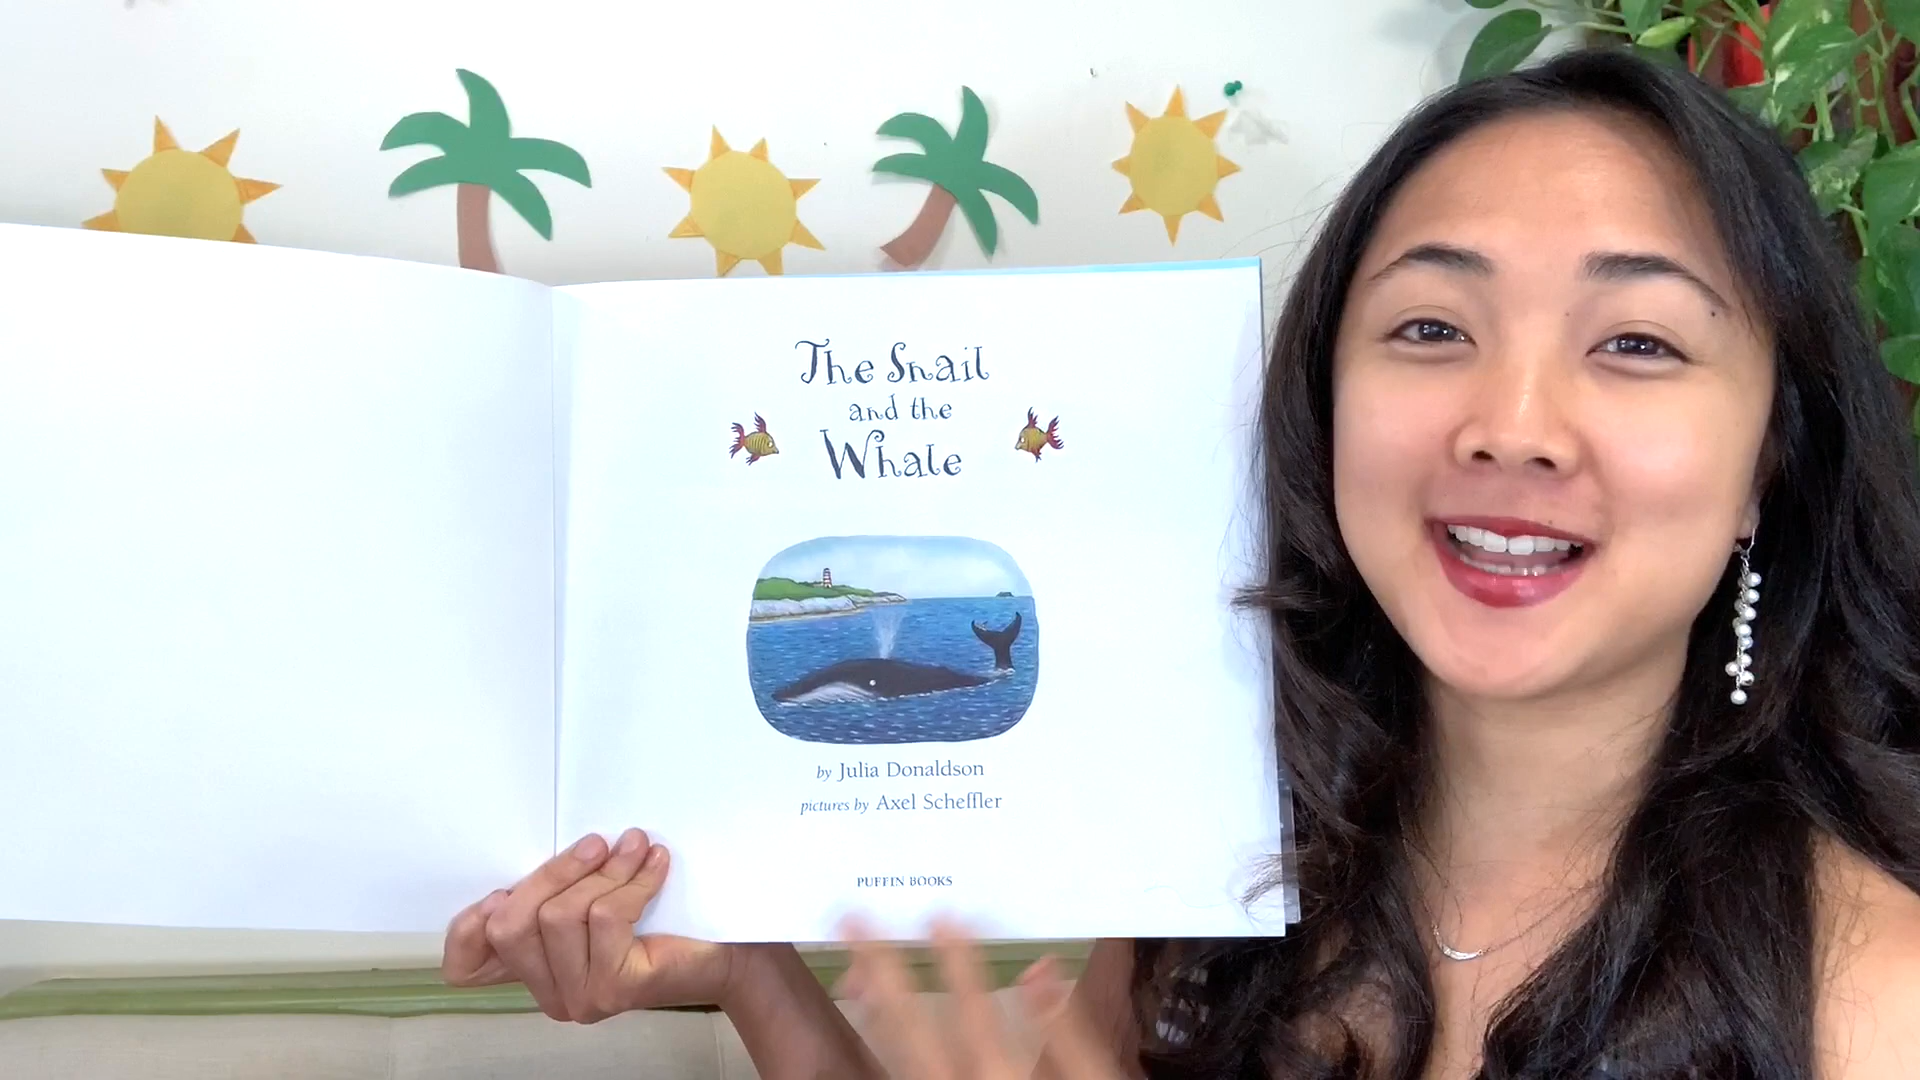 The Snail
and the
Whale
by Julia Donaldson
pictures by Axel Scheffler
PUFFIN BOOKS